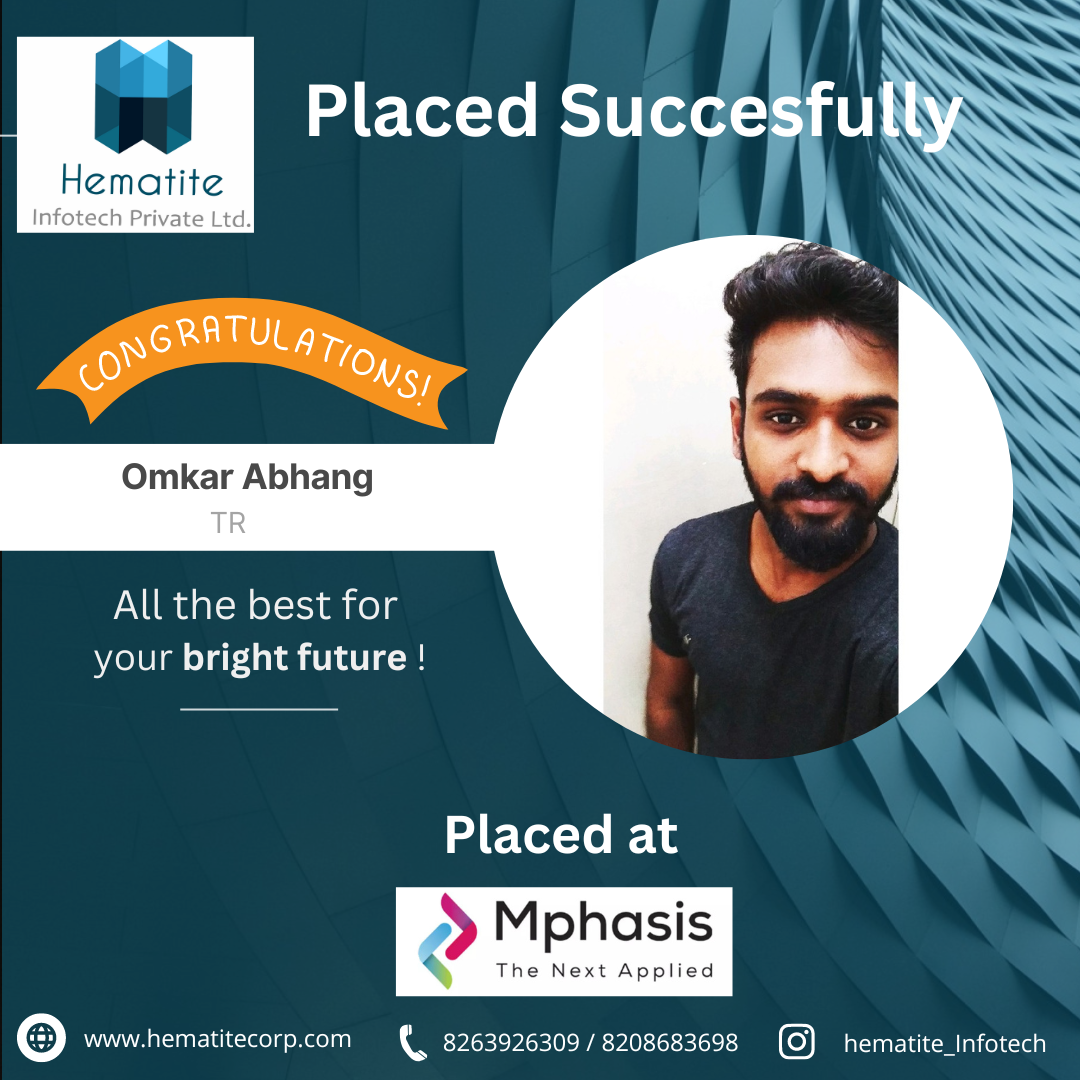 Hematite
Infotech Private Ltd.
Placed Succesfully
CONGRATULATIONS!
Omkar Abhang
TR
All the best for
your bright future !
Placed at
Mphasis
The Next Applied
www.hematitecorp.com
8263926309 / 8208683698
hematite_Infotech